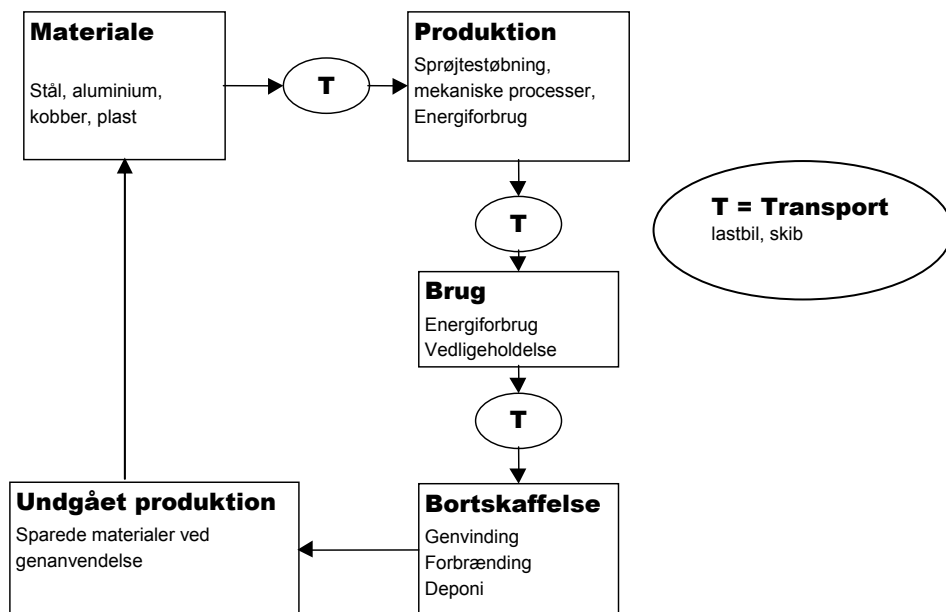 Materiale
Stål, aluminium,
kobber, plast
T
Produktion
Sprøjtestøbning,
mekaniske processer,
Energiforbrug
T
T = Transport
lastbil, skib
Brug
Energiforbrug
Vedligeholdelse
T
Bortskaffelse
Genvinding
Forbrænding
Deponi
Undgået produktion
Sparede materialer ved
genanvendelse